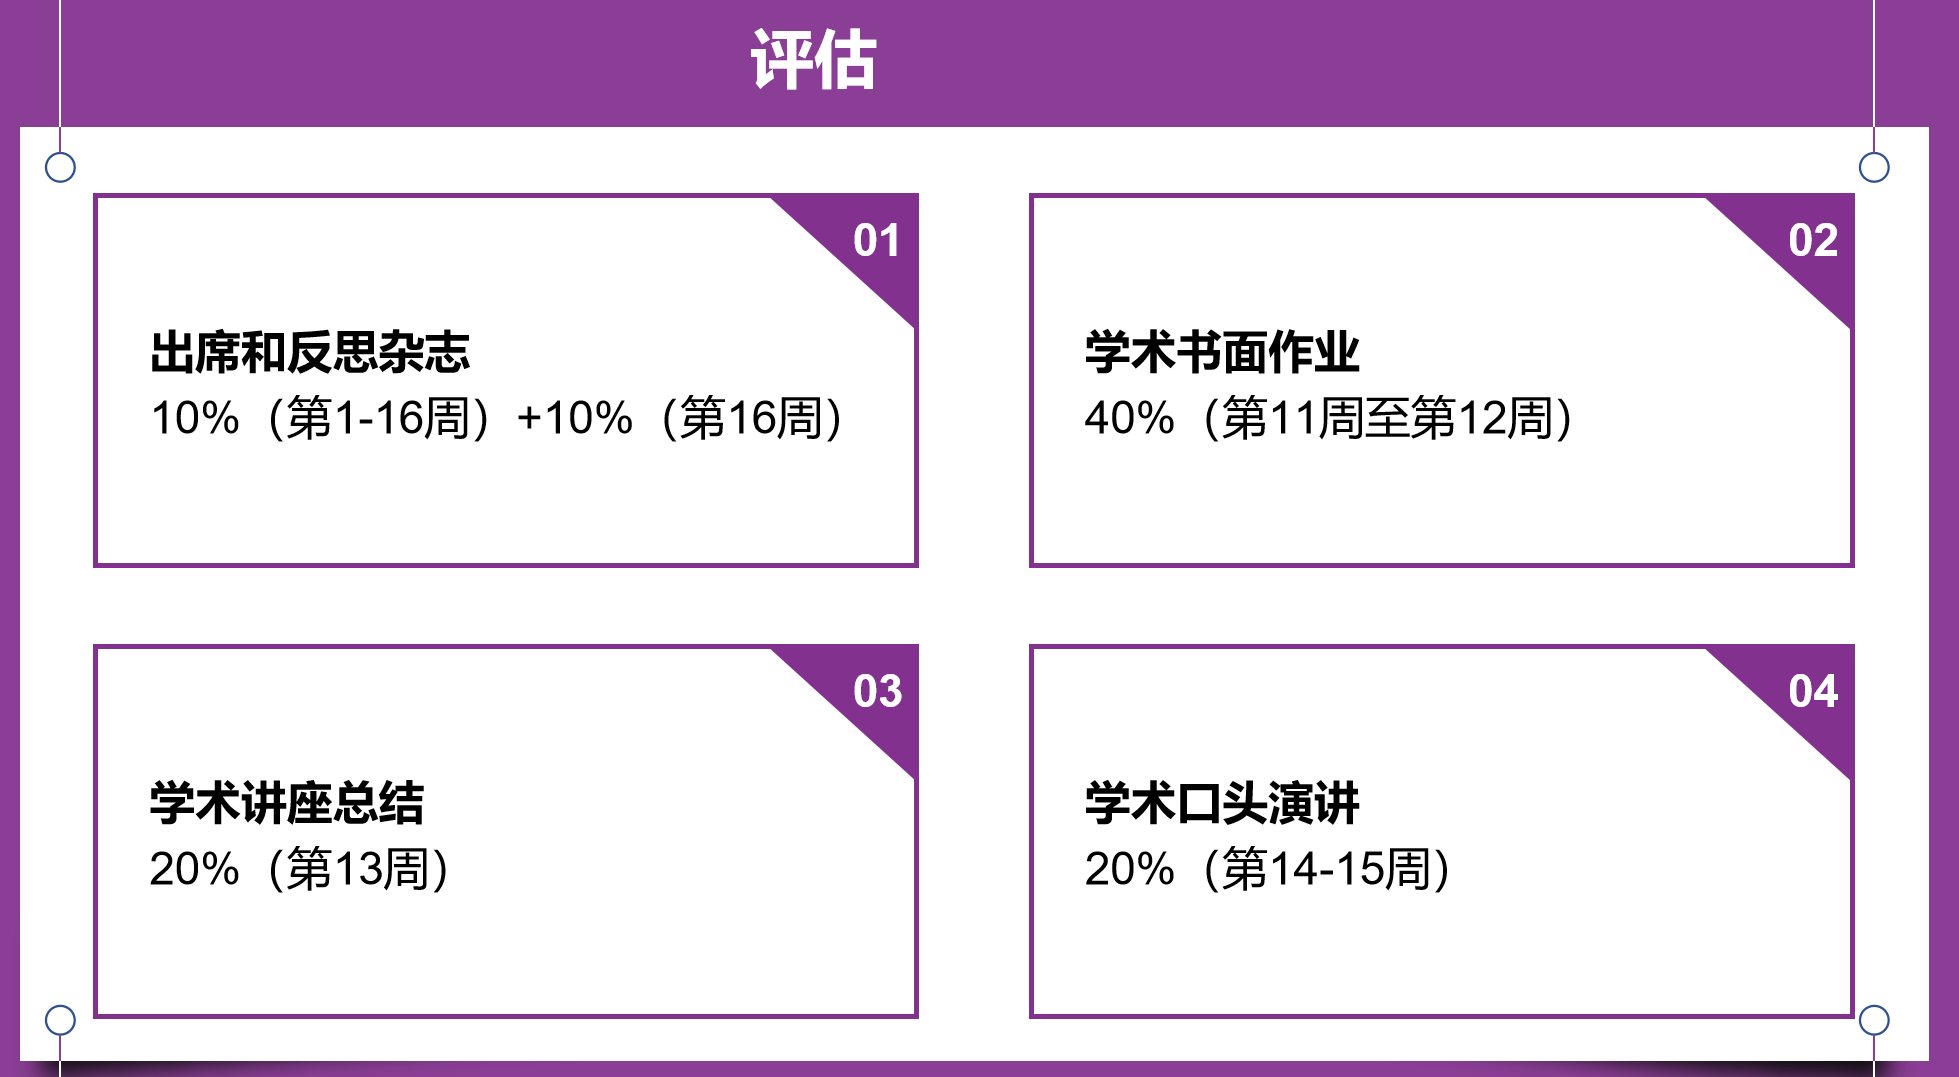 评估
01
出席和反思杂志
10%（第1-16周）+10%（第16周）
02
学术书面作业
40%（第11周至第12周）
03
学术讲座总结
20%（第13周）
04
学术口头演讲
20%（第14-15周）